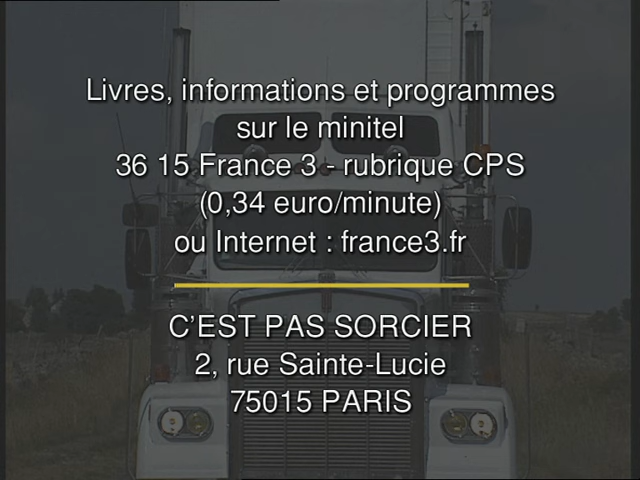 Livres, informations et programmes
sur le minitel
36 15 France 3 - rubrique CPS
(0,34 euro/minute)
ou Internet : france3.fr
C'EST PAS SORCIER
2, rue Sainte-Lucie
75015 PARIS